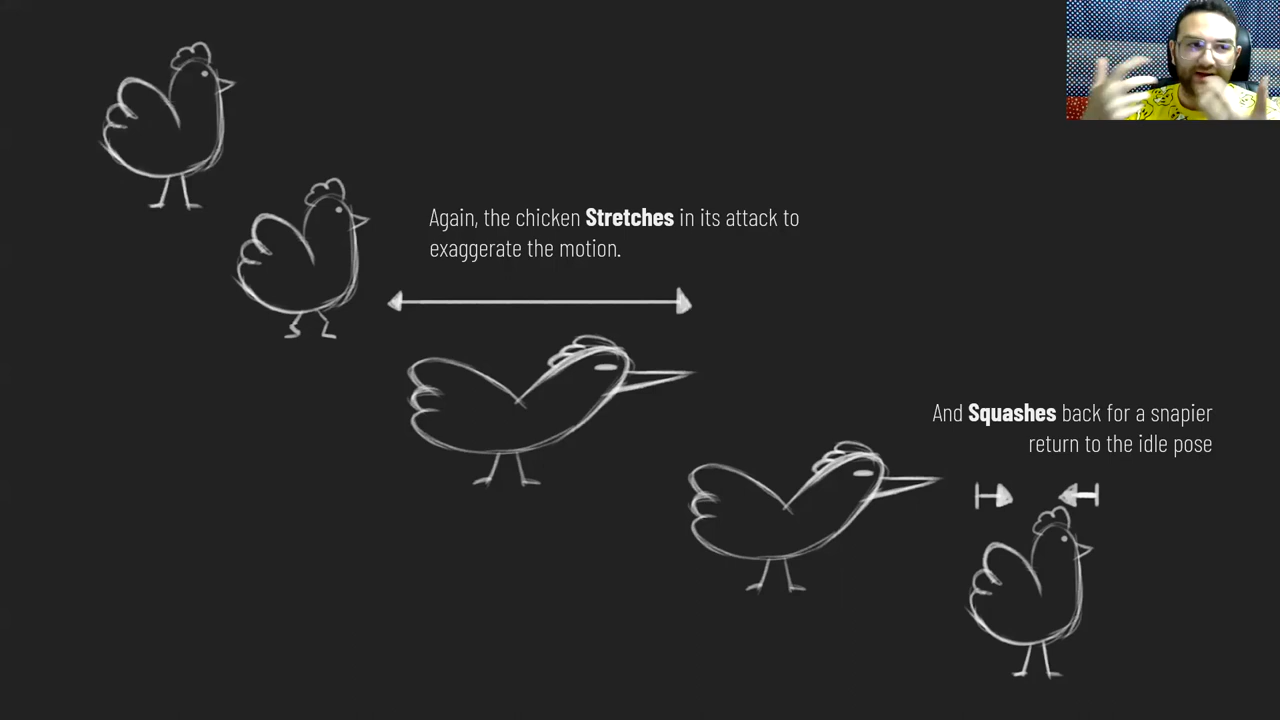 Again, the chicken Stretches in its attack to
exaggerate the motion.
And Squashes back for a snapier
return to the idle pose